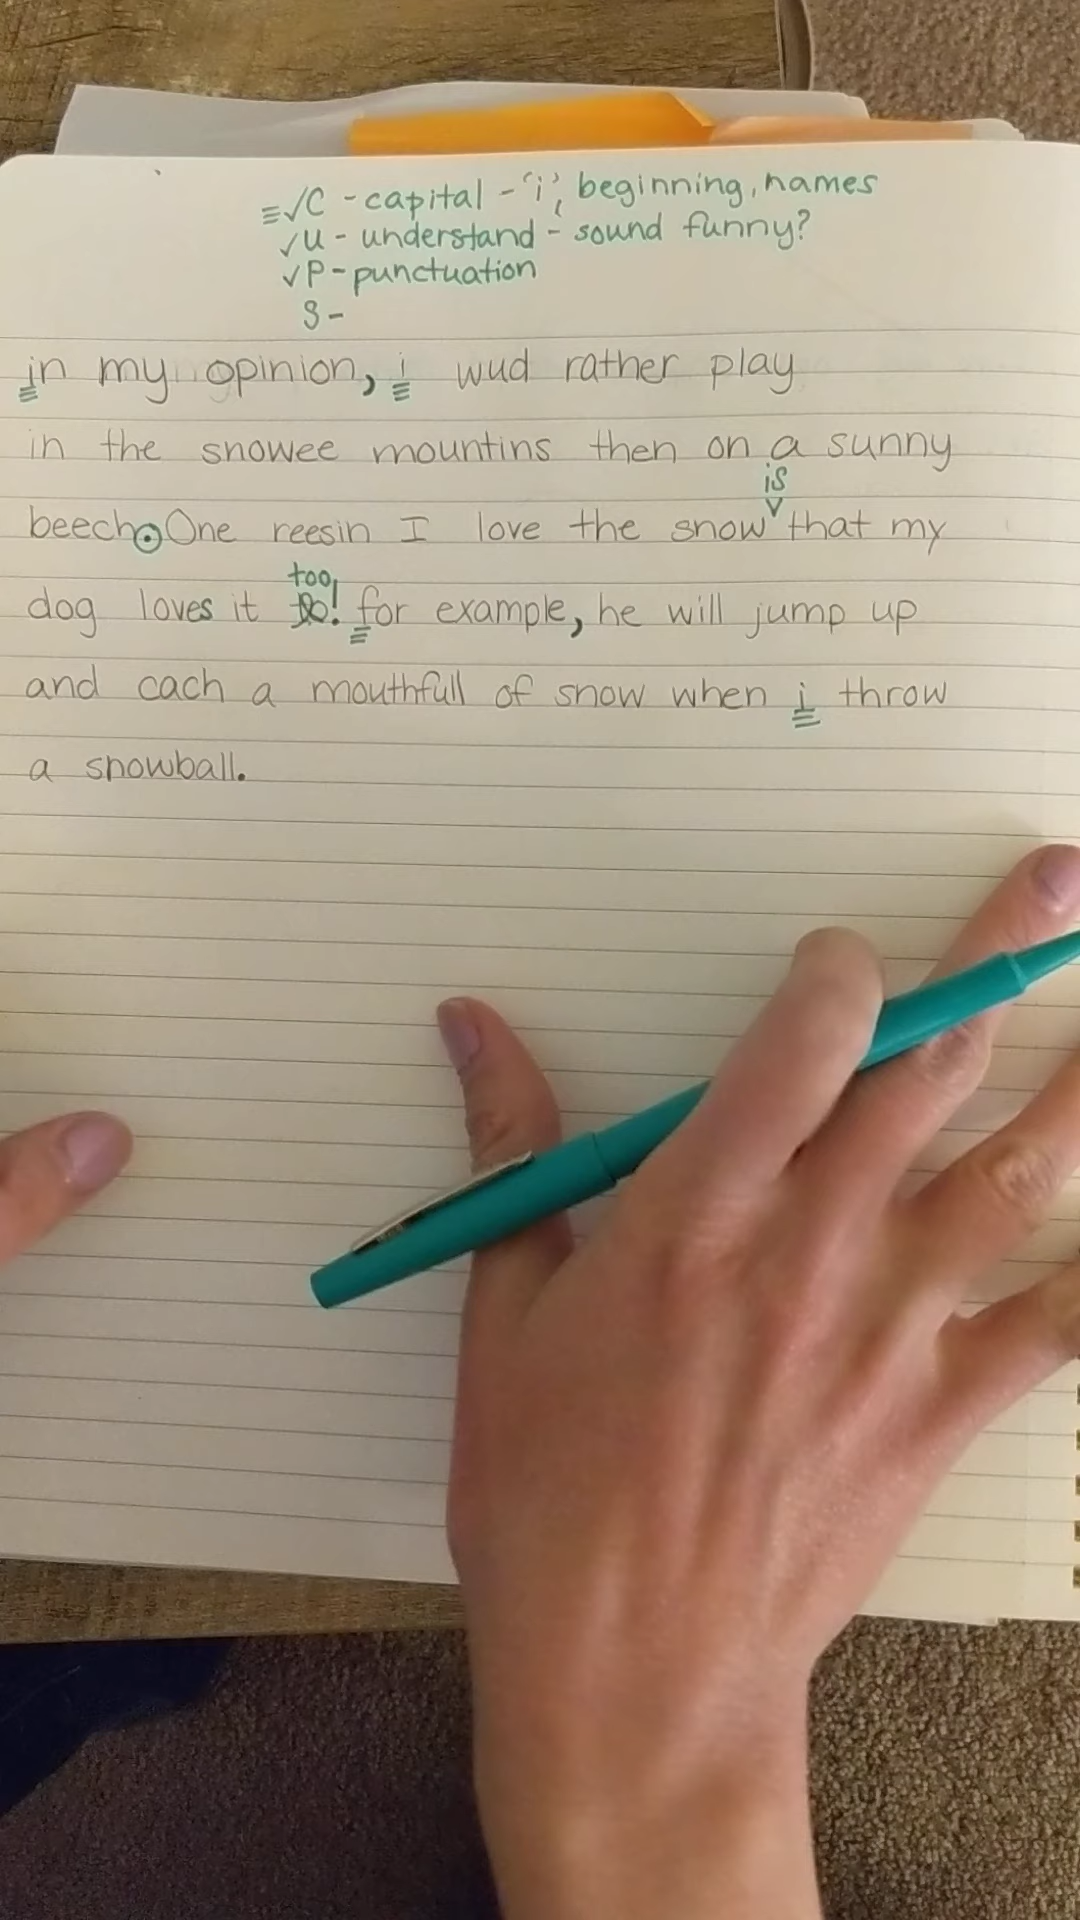 ≡✓C - capital - 'i', beginning, names
✓U - understand - sound funny?
✓P - punctuation
S -
in my opinion, i wud rather play
in the snowee mountins then on a sunny
is
beech. One reesin I love the snow that my
too
dog loves it to! for example, he will jump up
and cach a mouthfull of snow when i throw
a snowball.